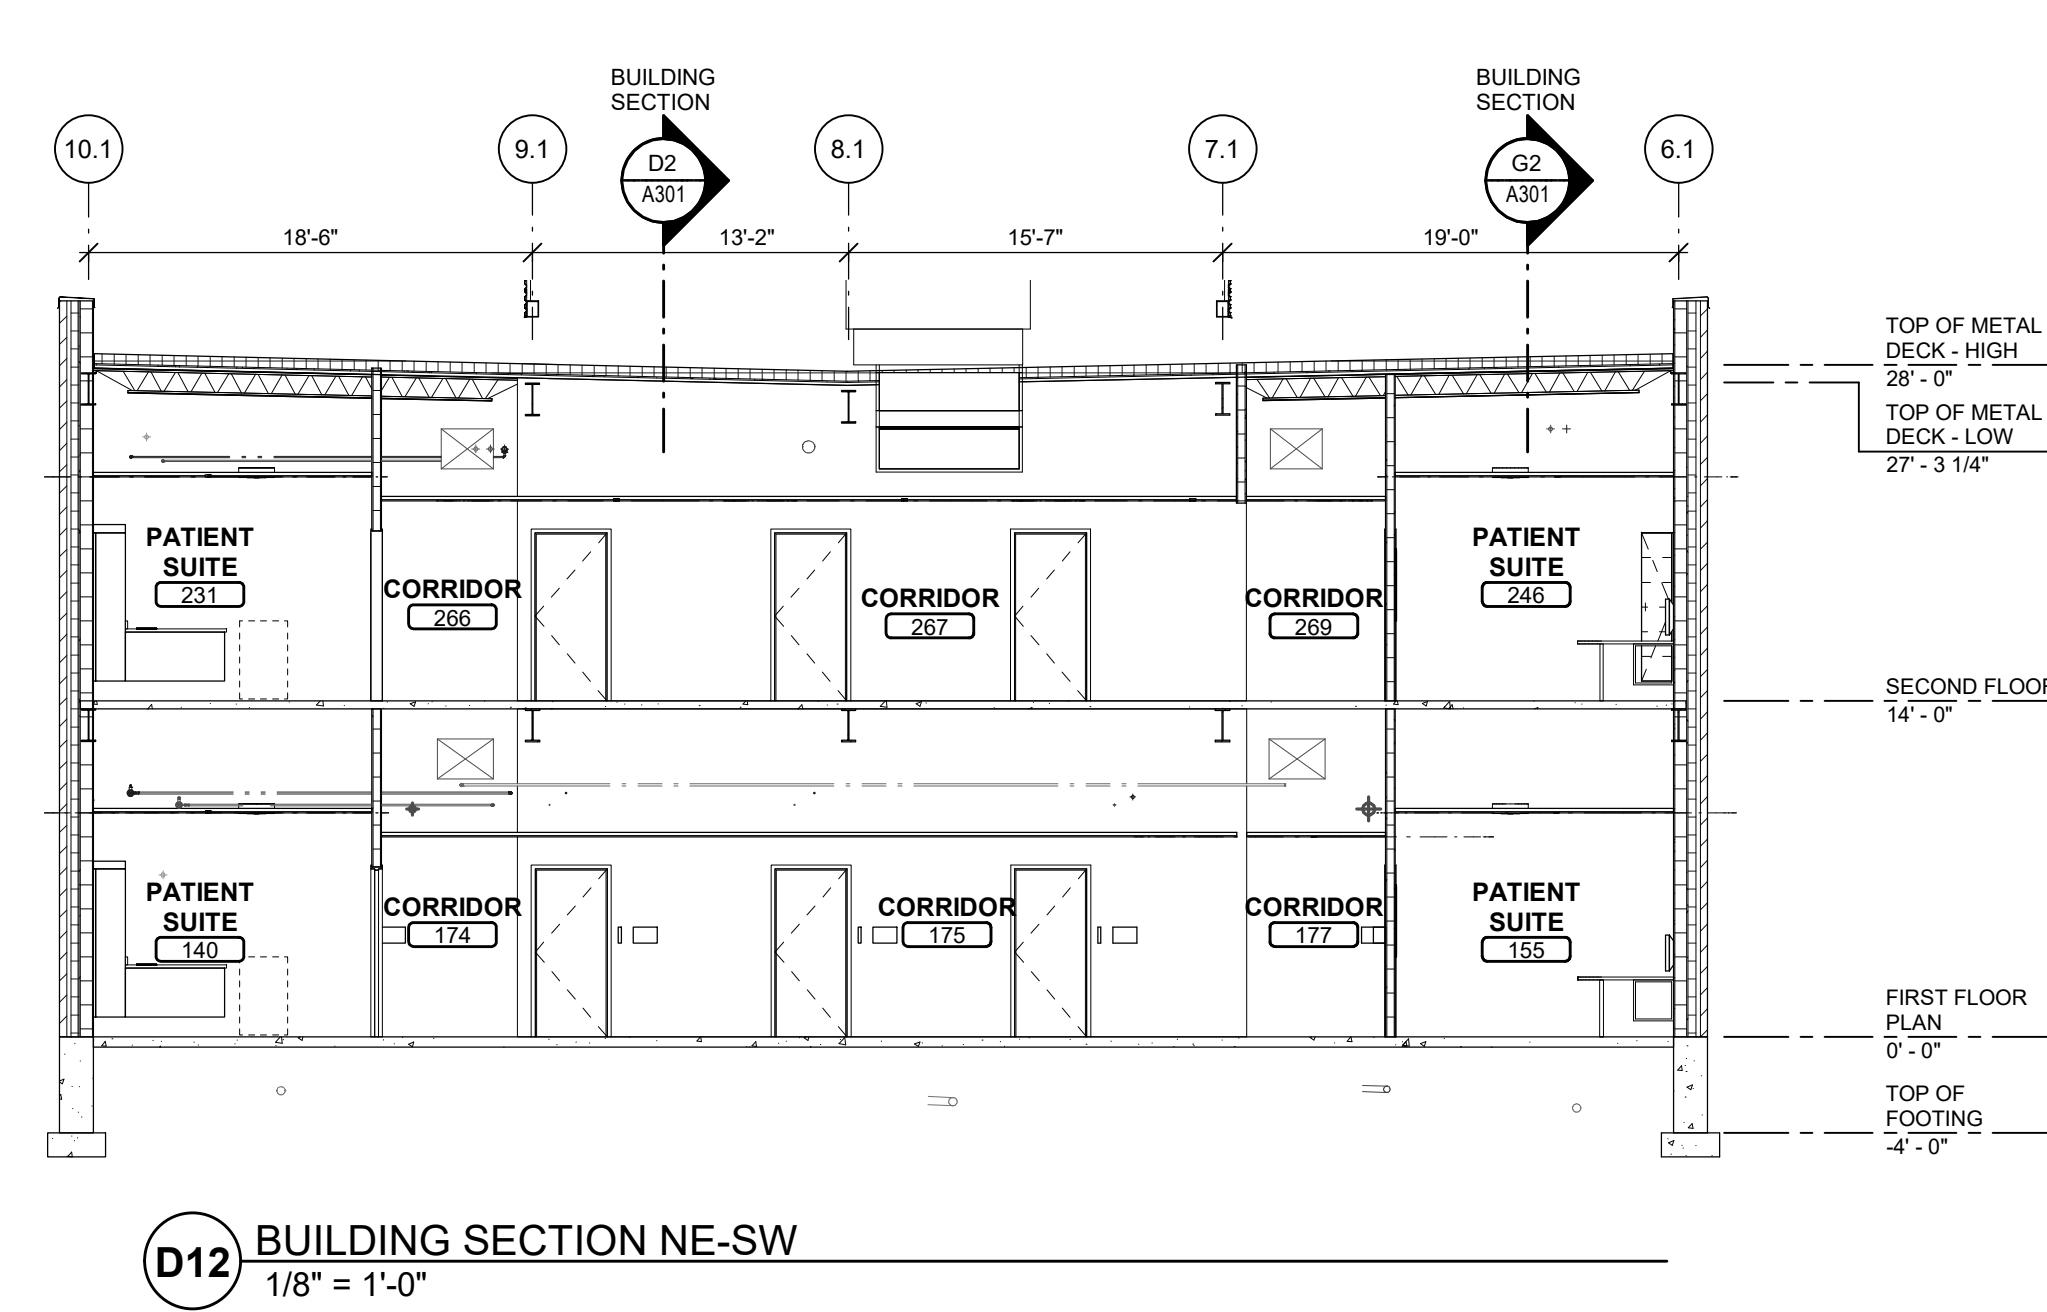 BUILDING
SECTION
BUILDING
SECTION
10.1
9.1
D2
A301
8.1
7.1
G2
A301
6.1
18'-6"
13'-2"
15'-7"
19'-0"
TOP OF METAL
DECK - HIGH
28' - 0"
TOP OF METAL
DECK - LOW
27' - 3 1/4"
PATIENT
SUITE
231
CORRIDOR
266
CORRIDOR
267
CORRIDOR
269
PATIENT
SUITE
246
SECOND FLOOR
14' - 0"
PATIENT
SUITE
140
CORRIDOR
174
CORRIDOR
175
CORRIDOR
177
PATIENT
SUITE
155
FIRST FLOOR
PLAN
0' - 0"
TOP OF
FOOTING
-4' - 0"
D12
BUILDING SECTION NE-SW
1/8" = 1'-0"